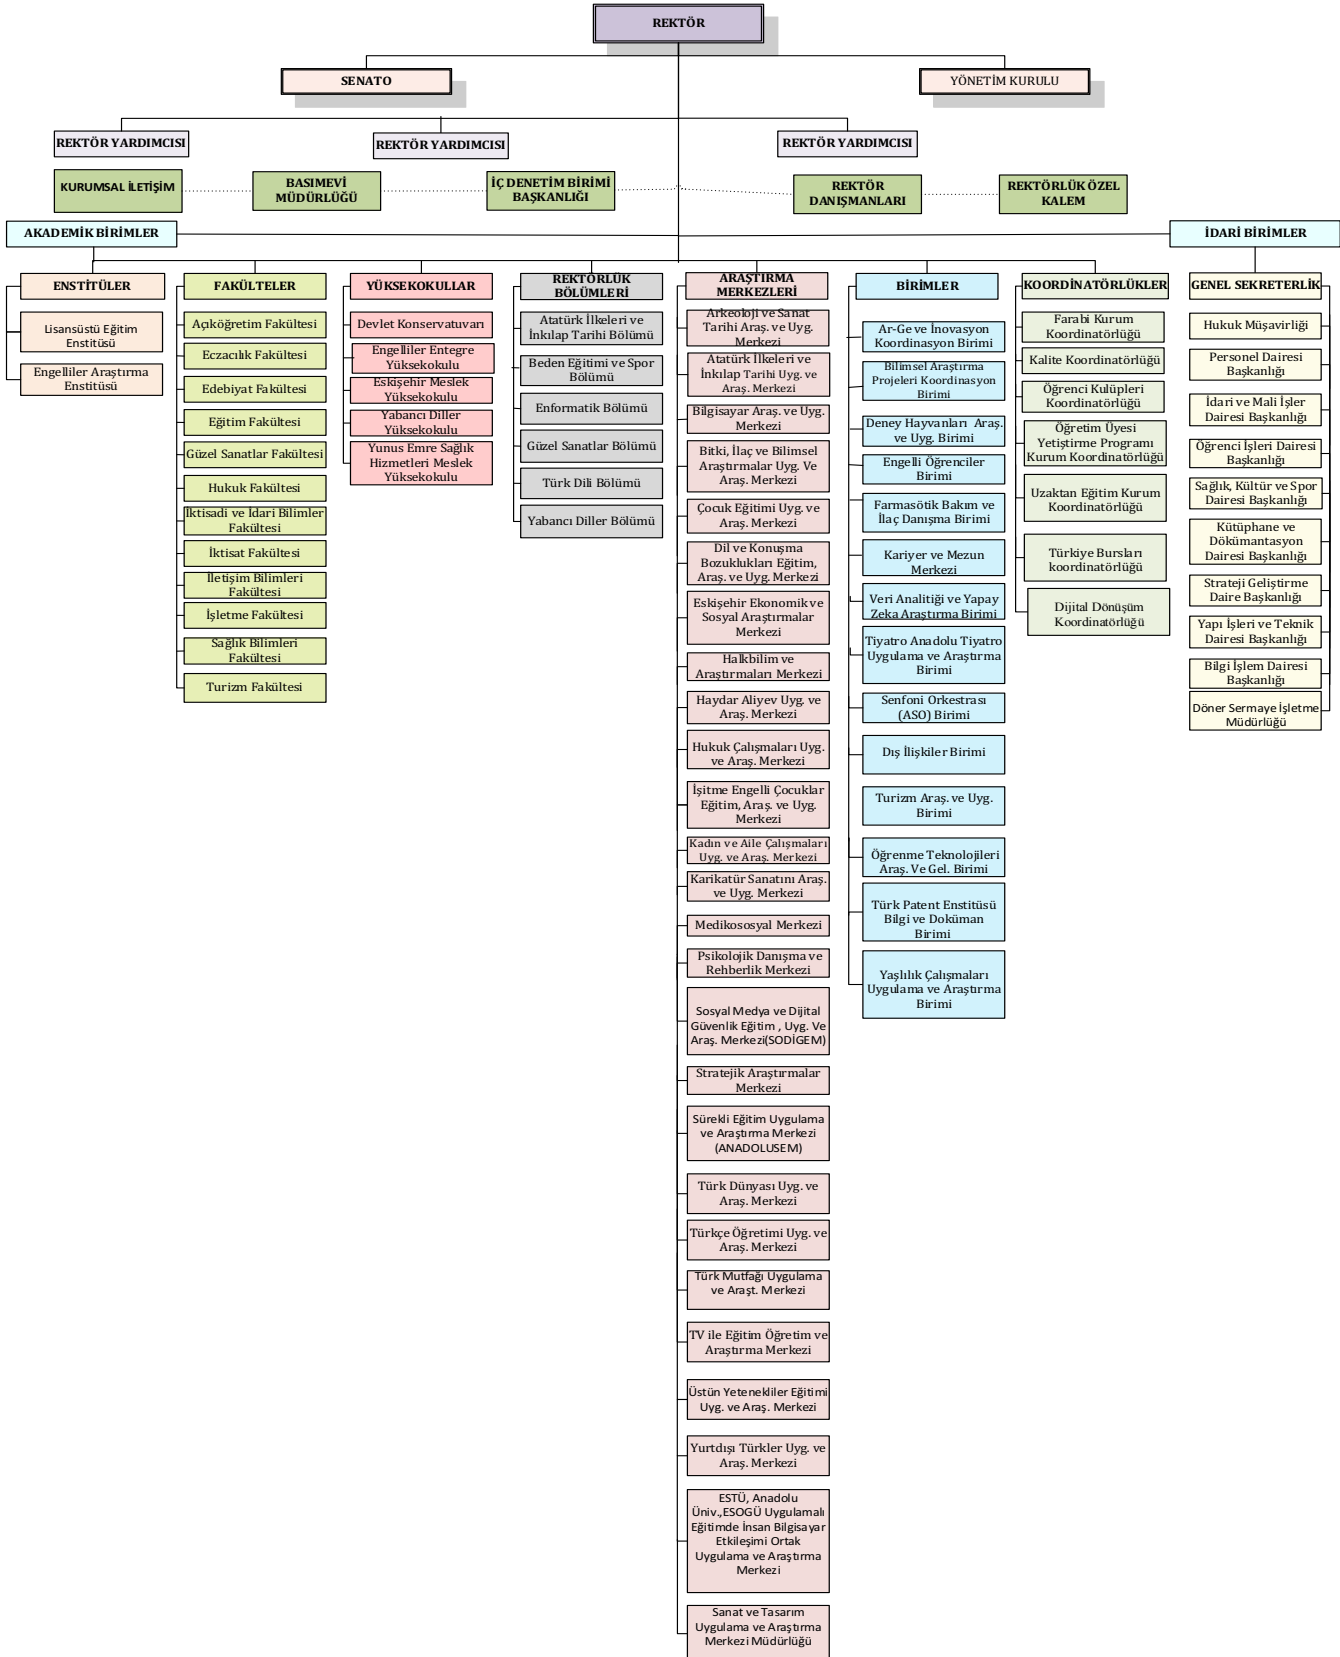 REKTÖR
SENATO
YÖNETİM KURULU
REKTÖR YARDIMCISI
REKTÖR YARDIMCISI
REKTÖR YARDIMCISI
KURUMSAL İLETİŞİM
BASIMEVİ
MÜDÜRLÜĞÜ
İÇ DENETİM BİRİMİ
BAŞKANLIĞI
REKTÖR
DANIŞMANLARI
REKTÖRLÜK ÖZEL
KALEM
AKADEMİK BİRİMLER
İDARİ BİRİMLER
ENSTİTÜLER
Lisansüstü Eğitim
Enstitüsü
Engelliler Araştırma
Enstitüsü
FAKÜLTELER
Açıköğretim Fakültesi
Eczacılık Fakültesi
Edebiyat Fakültesi
Eğitim Fakültesi
Güzel Sanatlar Fakültesi
Hukuk Fakültesi
İktisadi ve İdari Bilimler
Fakültesi
İktisat Fakültesi
İletişim Bilimleri
Fakültesi
İşletme Fakültesi
Sağlık Bilimleri
Fakültesi
Turizm Fakültesi
YÜKSEKOKULLAR
Devlet Konservatuvarı
Engelliler Entegre
Yüksekokulu
Eskişehir Meslek
Yüksekokulu
Yabancı Diller
Yüksekokulu
Yunus Emre Sağlık
Hizmetleri Meslek
Yüksekokulu
REKTÖRLÜK
BÖLÜMLERİ
Atatürk İlkeleri ve
İnkılap Tarihi Bölümü
Beden Eğitimi ve Spor
Bölümü
Enformatik Bölümü
Güzel Sanatlar Bölümü
Türk Dili Bölümü
Yabancı Diller Bölümü
ARAŞTIRMA
MERKEZLERİ
Arkeoloji ve Sanat
Tarihi Araş. ve Uyg.
Merkezi
Atatürk İlkeleri ve
İnkılap Tarihi Uyg. ve
Araş. Merkezi
Bilgisayar Araş. ve Uyg.
Merkezi
Bitki, İlaç ve Bilimsel
Araştırmalar Uyg. Ve
Araş. Merkezi
Çocuk Eğitimi Uyg. ve
Araş. Merkezi
Dil ve Konuşma
Bozuklukları Eğitim,
Araş. ve Uyg. Merkezi
Eskişehir Ekonomik ve
Sosyal Araştırmalar
Merkezi
Halkbilim ve
Araştırmaları Merkezi
Haydar Aliyev Uyg. ve
Araş. Merkezi
Hukuk Çalışmaları Uyg.
ve Araş. Merkezi
İşitme Engelli Çocuklar
Eğitim, Araş. ve Uyg.
Merkezi
Kadın ve Aile Çalışmaları
Uyg. ve Araş. Merkezi
Karikatür Sanatını Araş.
ve Uyg. Merkezi
Medikososyal Merkezi
Psikolojik Danışma ve
Rehberlik Merkezi
Sosyal Medya ve Dijital
Güvenlik Eğitim , Uyg. Ve
Araş. Merkezi(SODİGEM)
Stratejik Araştırmalar
Merkezi
Sürekli Eğitim Uygulama
ve Araştırma Merkezi
(ANADOLUSEM)
Türk Dünyası Uyg. ve
Araş. Merkezi
Türkçe Öğretimi Uyg. ve
Araş. Merkezi
Türk Mutfağı Uygulama
ve Araşt. Merkezi
TV ile Eğitim Öğretim ve
Araştırma Merkezi
Üstün Yetenekliler Eğitimi
Uyg. ve Araş. Merkezi
Yurtdışı Türkler Uyg. ve
Araş. Merkezi
ESTÜ, Anadolu
Üniv.,ESOGÜ Uygulamalı
Eğitimde İnsan Bilgisayar
Etkileşimi Ortak
Uygulama ve Araştırma
Merkezi
Sanat ve Tasarım
Uygulama ve Araştırma
Merkezi Müdürlüğü
BİRİMLER
Ar-Ge ve İnovasyon
Koordinasyon Birimi
Bilimsel Araştırma
Projeleri Koordinasyon
Birimi
Deney Hayvanları Araş.
ve Uyg. Birimi
Engelli Öğrenciler
Birimi
Farmasötik Bakım ve
İlaç Danışma Birimi
Kariyer ve Mezun
Merkezi
Veri Analitiği ve Yapay
Zeka Araştırma Birimi
Tiyatro Anadolu Tiyatro
Uygulama ve Araştırma
Birimi
Senfoni Orkestrası
(ASO) Birimi
Dış İlişkiler Birimi
Turizm Araş. ve Uyg.
Birimi
Öğrenme Teknolojileri
Araş. Ve Gel. Birimi
Türk Patent Enstitüsü
Bilgi ve Doküman
Birimi
Yaşlılık Çalışmaları
Uygulama ve Araştırma
Birimi
KOORDİNATÖRLÜKLER
Farabi Kurum
Koordinatörlüğü
Kalite Koordinatörlüğü
Öğrenci Kulüpleri
Koordinatörlüğü
Öğretim Üyesi
Yetiştirme Programı
Kurum Koordinatörlüğü
Uzaktan Eğitim Kurum
Koordinatörlüğü
Türkiye Bursları
koordinatörlüğü
Dijital Dönüşüm
Koordinatörlüğü
GENEL SEKRETERLİK
Hukuk Müşavirliği
Personel Dairesi
Başkanlığı
İdari ve Mali İşler
Dairesi Başkanlığı
Öğrenci İşleri Dairesi
Başkanlığı
Sağlık, Kültür ve Spor
Dairesi Başkanlığı
Kütüphane ve
Dökümantasyon
Dairesi Başkanlığı
Strateji Geliştirme
Daire Başkanlığı
Yapı İşleri ve Teknik
Dairesi Başkanlığı
Bilgi İşlem Dairesi
Başkanlığı
Döner Sermaye İşletme
Müdürlüğü